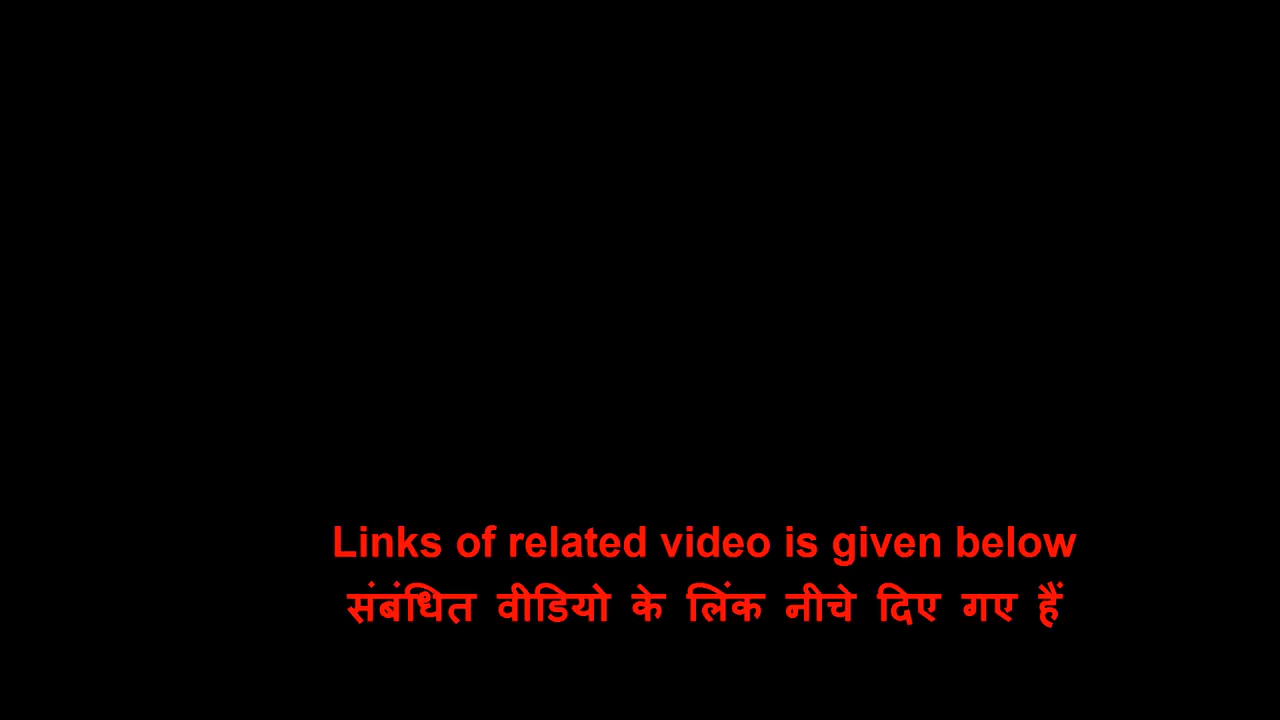 Links of related video is given below
संबंधित वीडियो के लिंक नीचे दिए गए हैं